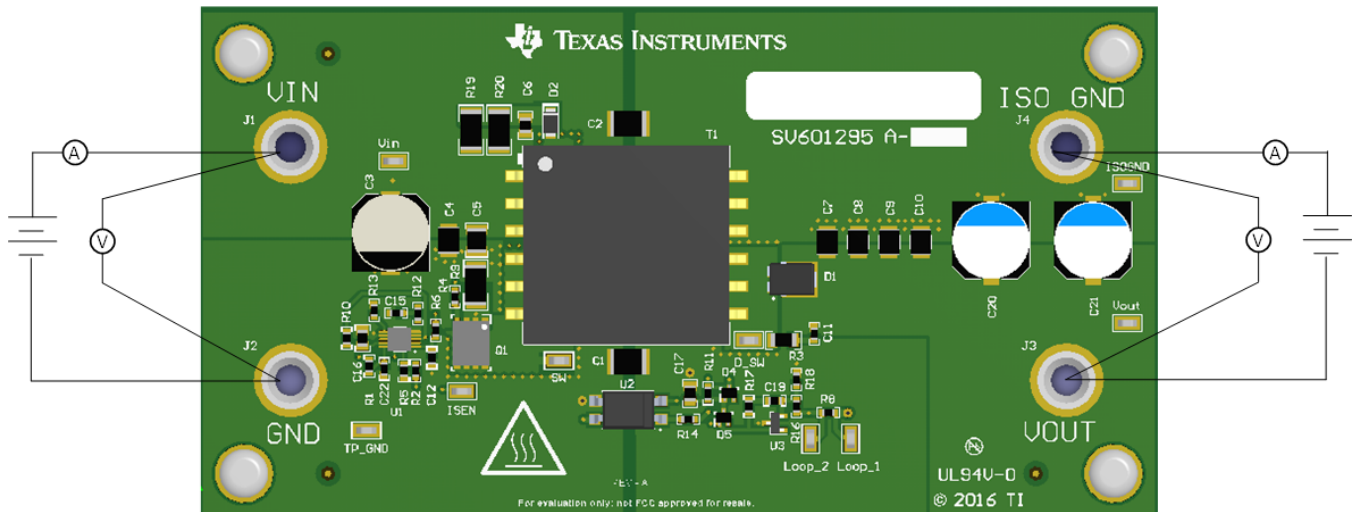 TEXAS INSTRUMENTS
VIN
J1
R19
R20
C6
D2
C2
T1
SV601295 A-
ISO GND
J4
A
V
Vin
C3
C4
C5
ISOGND
A
V
C7
C8
C9
C10
R9
R4
D1
C20
C21
Vout
R13
C15
R12
R6
R10
Q1
C11
J2
C16
R1
C22
R5
R2
C12
U1
SW
C1
D_SW
R3
J3
ISEN
U2
C17
R11
D4
R17
C19
R18
R8
GND
TP_GND
R14
D5
U3
R16
Loop_2
Loop_1
VOUT
UL94V-0
© 2016 TI
For evaluation only; not FCC approved for resale.